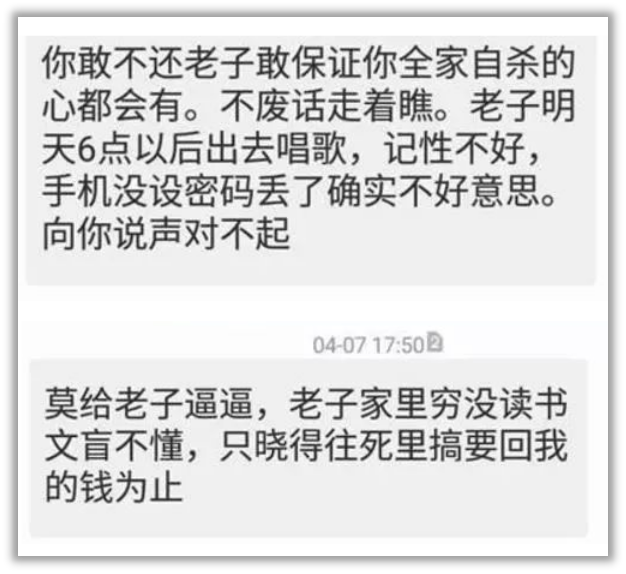 你敢不还老子敢保证你全家自杀的
心都会有。不废话走着瞧。老子明
天6点以后出去唱歌，记性不好，
手机没设密码丢了确实不好意思。
向你说声对不起
04-07 17:50 2
莫给老子逼逼，老子家里穷没读书
文盲不懂，只晓得往死里搞要回我
的钱为止